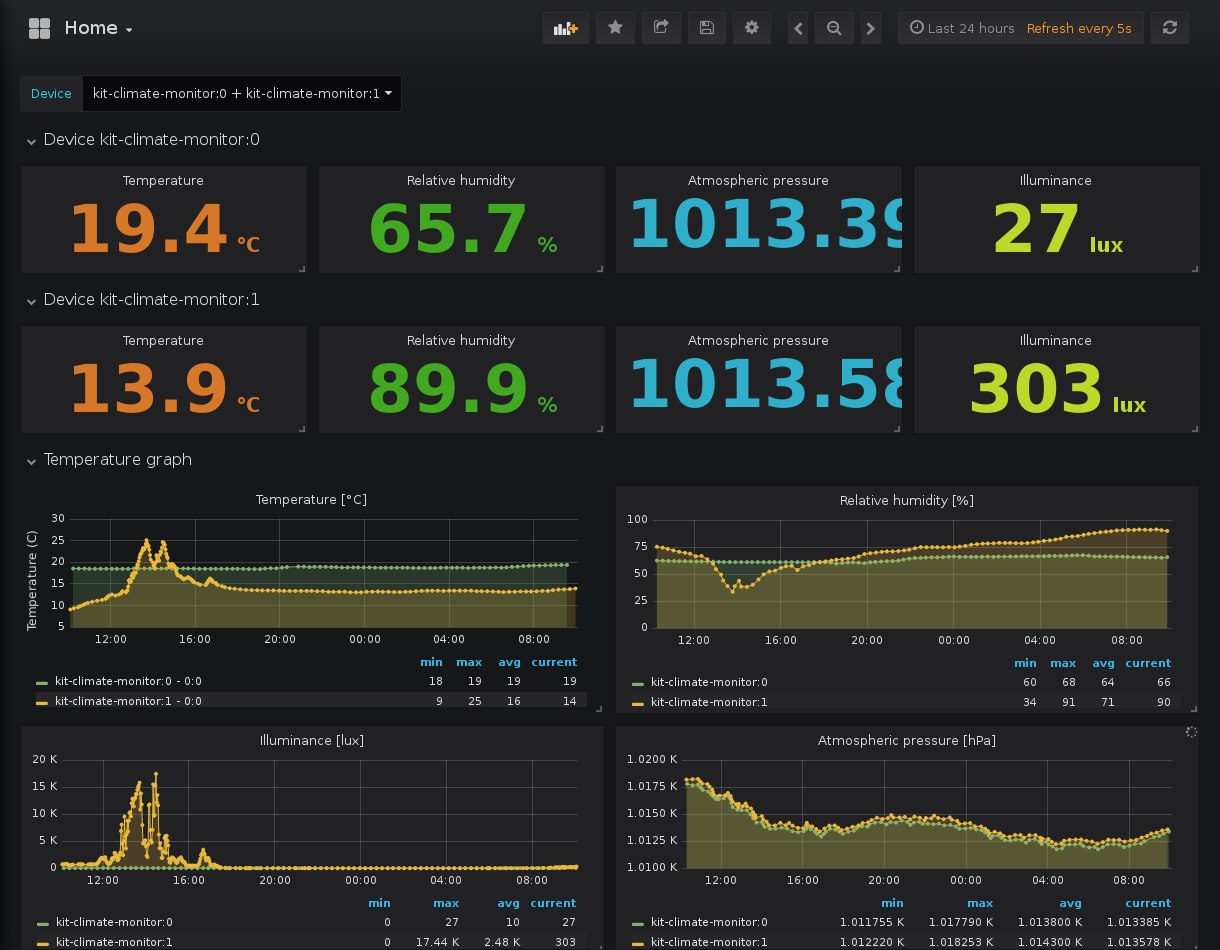 Home
Last 24 hours Refresh every 5s
Device kit-climate-monitor:0 + kit-climate-monitor:1
Device kit-climate-monitor:0
Temperature Relative humidity Atmospheric pressure Illuminance
19.4 °C 65.7 % 1013.39 27 lux
Device kit-climate-monitor:1
Temperature Relative humidity Atmospheric pressure Illuminance
13.9 °C 89.9 % 1013.58 303 lux
Temperature graph
Temperature [°C]
Temperature (C)
30
25
20
15
10
5
12:00 16:00 20:00 00:00 04:00 08:00
min max avg current
kit-climate-monitor:0 - 0:0 18 19 19 19
kit-climate-monitor:1 - 0:0 9 25 16 14
Relative humidity [%]
100
75
50
25
0
12:00 16:00 20:00 00:00 04:00 08:00
min max avg current
kit-climate-monitor:0 60 68 64 66
kit-climate-monitor:1 34 91 71 90
Illuminance [lux]
20 K
15 K
10 K
5 K
0
12:00 16:00 20:00 00:00 04:00 08:00
min max avg current
kit-climate-monitor:0 0 27 10 27
kit-climate-monitor:1 0 17.44 K 2.48 K 303
Atmospheric pressure [hPa]
1.0200 K
1.0175 K
1.0150 K
1.0125 K
1.0100 K
12:00 16:00 20:00 00:00 04:00 08:00
min max avg current
kit-climate-monitor:0 1.011755 K 1.017790 K 1.013800 K 1.013385 K
kit-climate-monitor:1 1.012220 K 1.018253 K 1.014300 K 1.013578 K